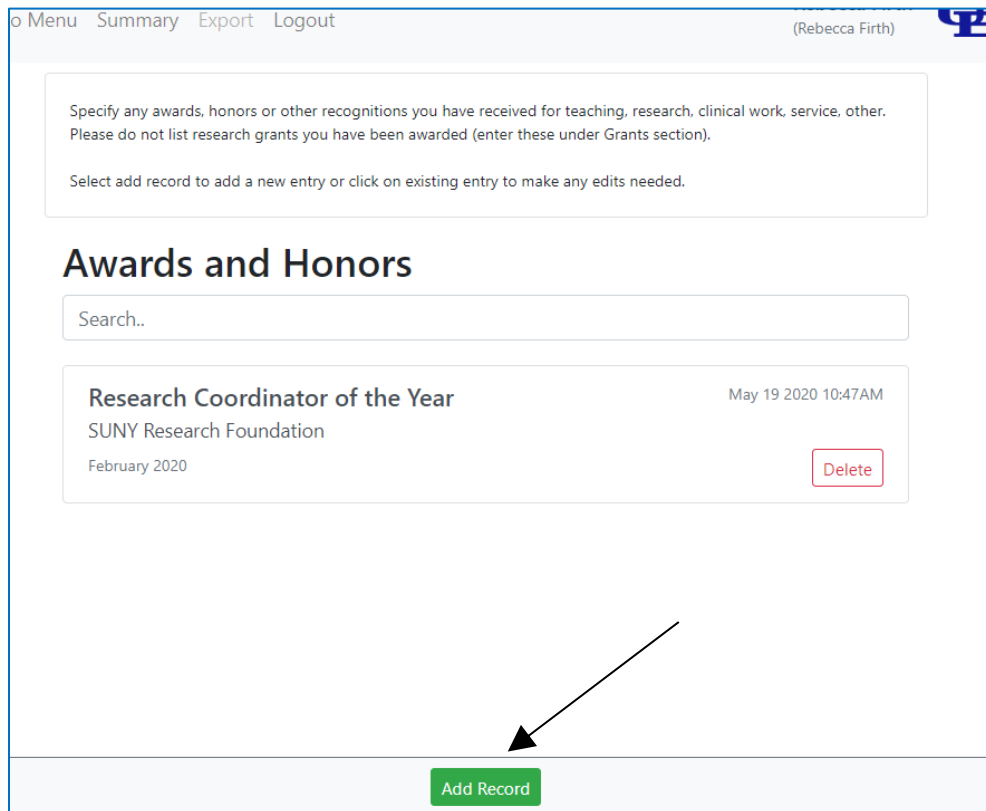 o Menu Summary Export Logout
(Rebecca Firth)
Specify any awards, honors or other recognitions you have received for teaching, research, clinical work, service, other.
Please do not list research grants you have been awarded (enter these under Grants section).
Select add record to add a new entry or click on existing entry to make any edits needed.
Awards and Honors
Search..
Research Coordinator of the Year
May 19 2020 10:47AM
SUNY Research Foundation
February 2020
Delete
Add Record